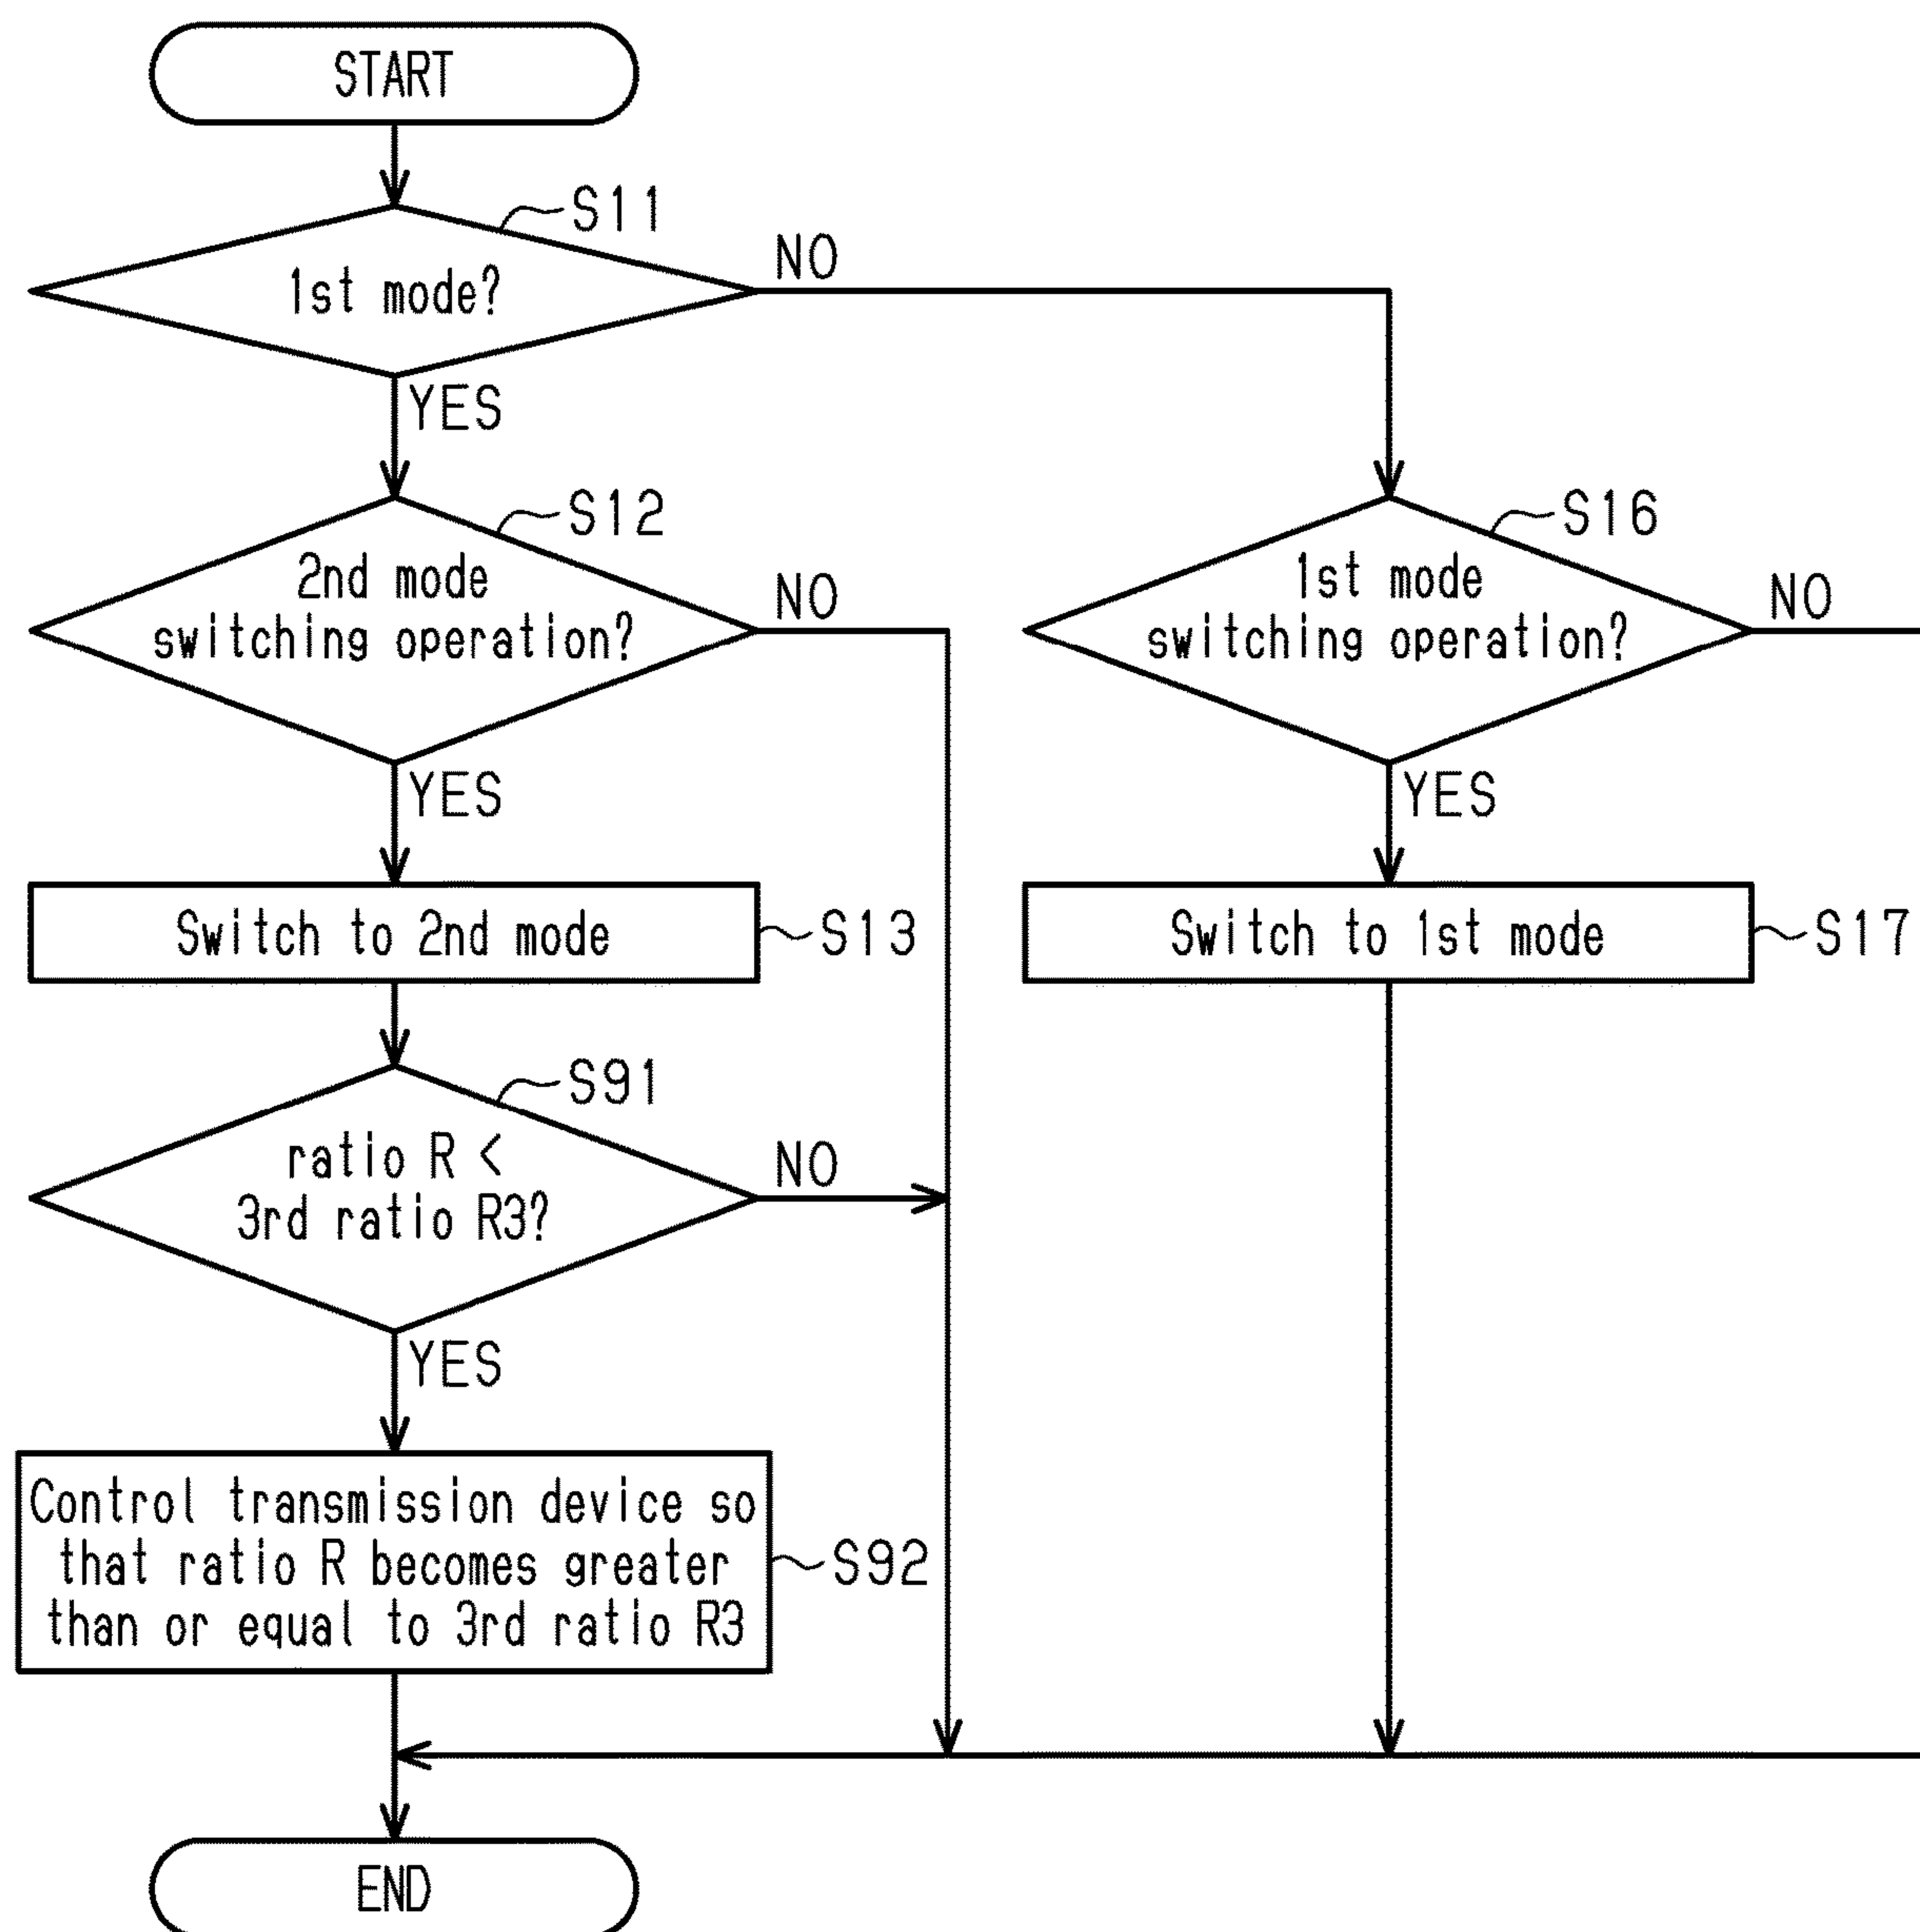 START
S11
1st mode?
NO
YES
S12
2nd mode
switching operation?
NO
YES
S16
1st mode
switching operation?
NO
YES
Switch to 2nd mode
S13
Switch to 1st mode
S17
S91
ratio R <
3rd ratio R3?
NO
YES
Control transmission device so
that ratio R becomes greater
than or equal to 3rd ratio R3
S92
END